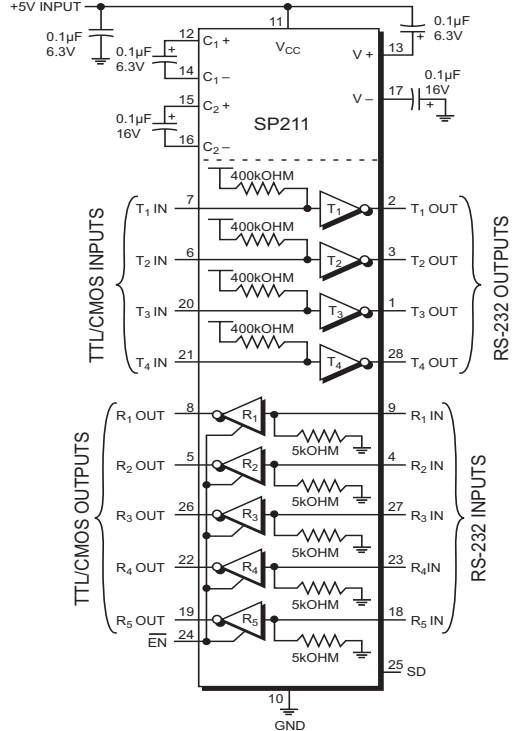 +5V INPUT
11
VCC
0.1µF
6.3V
12
C1 +
0.1µF
6.3V
14
C1 –
15
C2 +
0.1µF
16V
16
C2 –
0.1µF
6.3V
13
V +
0.1µF
16V
17
V –
SP211
TTL/CMOS INPUTS
RS-232 OUTPUTS
400kOHM
T1 IN
7
T1
2
T1 OUT
400kOHM
T2 IN
6
T2
3
T2 OUT
400kOHM
T3 IN
20
T3
1
T3 OUT
400kOHM
T4 IN
21
T4
28
T4 OUT
TTL/CMOS OUTPUTS
RS-232 INPUTS
R1 OUT
8
R1
9
R1 IN
5kOHM
R2 OUT
5
R2
4
R2 IN
5kOHM
R3 OUT
26
R3
27
R3 IN
5kOHM
R4 OUT
22
R4
23
R4IN
5kOHM
R5 OUT
19
R5
18
R5 IN
5kOHM
EN
24
25
SD
10
GND